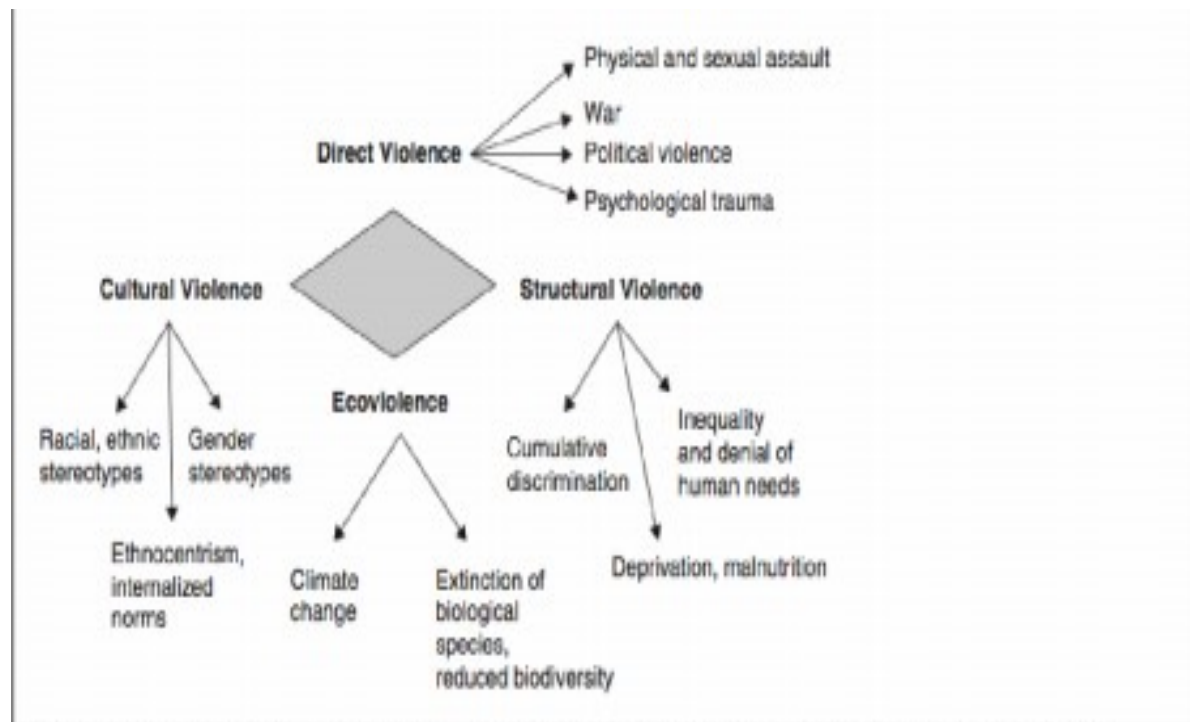 Physical and sexual assault
War
Direct Violence
Political violence
Psychological trauma
Cultural Violence
Structural Violence
Racial, ethnic
stereotypes
Gender
stereotypes
Ethnocentrism,
internalized
norms
Ecoviolence
Climate
change
Extinction of
biological
species,
reduced biodiversity
Cumulative
discrimination
Inequality
and denial of
human needs
Deprivation, malnutrition